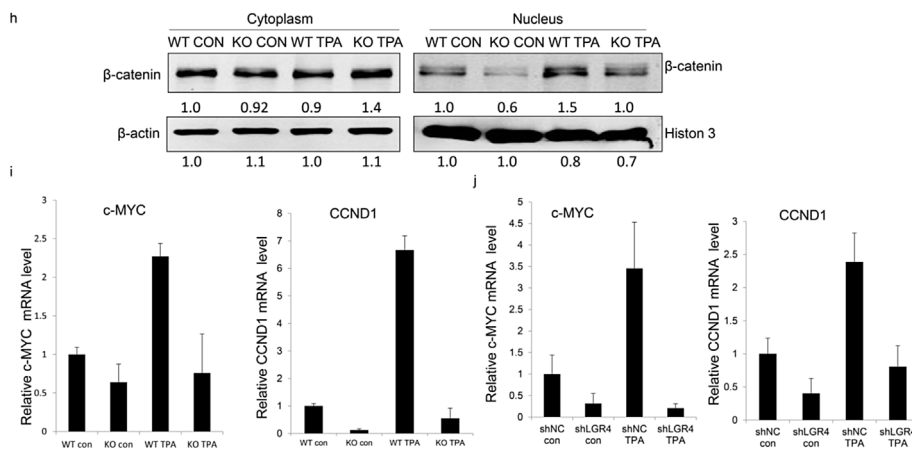 h
Cytoplasm Nucleus
WT CON KO CON WT TPA KO TPA WT CON KO CON WT TPA KO TPA
β-catenin β-catenin
1.0 0.92 0.9 1.4 1.0 0.6 1.5 1.0
β-actin Histon 3
1.0 1.1 1.0 1.1 1.0 1.0 0.8 0.7
i
c-MYC
Relative c-MYC mRNA level
3
2.5
2
1.5
1
0.5
0
WT con KO con WT TPA KO TPA
CCND1
Relative CCND1 mRNA level
8
7
6
5
4
3
2
1
0
WT con KO con WT TPA KO TPA
j
c-MYC
Relative c-MYC mRNA level
5
4.5
4
3.5
3
2.5
2
1.5
1
0.5
0
shNC shLGR4 shNC shLGR4
con con TPA TPA
CCND1
Relative CCND1 mRNA level
3
2.5
2
1.5
1
0.5
0
shNC shLGR4 shNC shLGR4
con con TPA TPA